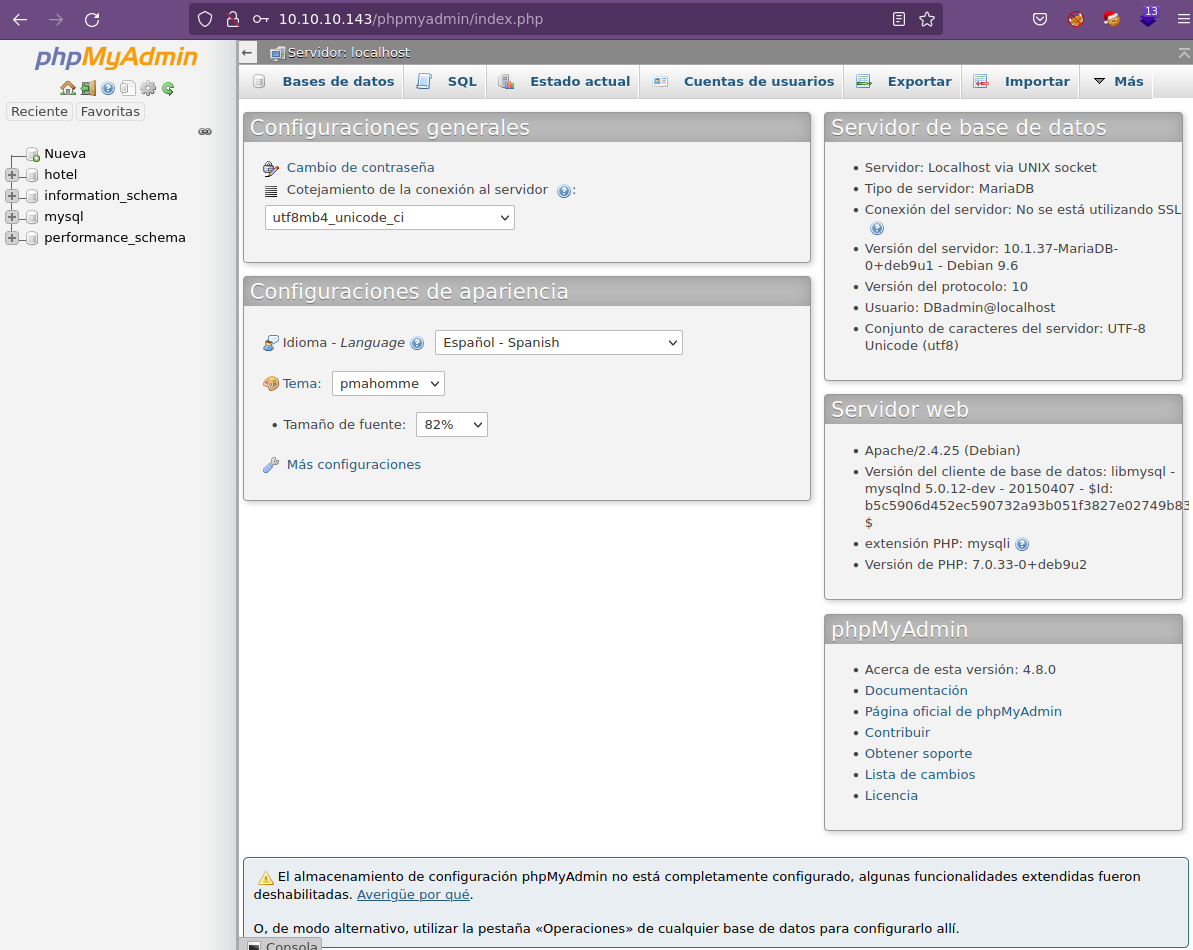 10.10.10.143/phpmyadmin/index.php
13
phpMyAdmin
Reciente Favoritas
Nueva
hotel
information_schema
mysql
performance_schema
Servidor: localhost
Bases de datos SQL Estado actual Cuentas de usuarios Exportar Importar Más
Configuraciones generales
Cambio de contraseña
Cotejamiento de la conexión al servidor :
utf8mb4_unicode_ci
Configuraciones de apariencia
Idioma - Language Español - Spanish
Tema: pmahomme
• Tamaño de fuente: 82%
Más configuraciones
Servidor de base de datos
• Servidor: Localhost via UNIX socket
• Tipo de servidor: MariaDB
• Conexión del servidor: No se está utilizando SSL
• Versión del servidor: 10.1.37-MariaDB-
0+deb9u1 - Debian 9.6
• Versión del protocolo: 10
• Usuario: DBadmin@localhost
• Conjunto de caracteres del servidor: UTF-8
Unicode (utf8)
Servidor web
• Apache/2.4.25 (Debian)
• Versión del cliente de base de datos: libmysql -
mysqlnd 5.0.12-dev - 20150407 - $Id:
b5c5906d452ec590732a93b051f3827e02749b83
$
• extensión PHP: mysqli
• Versión de PHP: 7.0.33-0+deb9u2
phpMyAdmin
• Acerca de esta versión: 4.8.0
• Documentación
• Página oficial de phpMyAdmin
• Contribuir
• Obtener soporte
• Lista de cambios
• Licencia
El almacenamiento de configuración phpMyAdmin no está completamente configurado, algunas funcionalidades extendidas fueron
deshabilitadas. Averigüe por qué.
O, de modo alternativo, utilizar la pestaña «Operaciones» de cualquier base de datos para configurarlo allí.
Consola